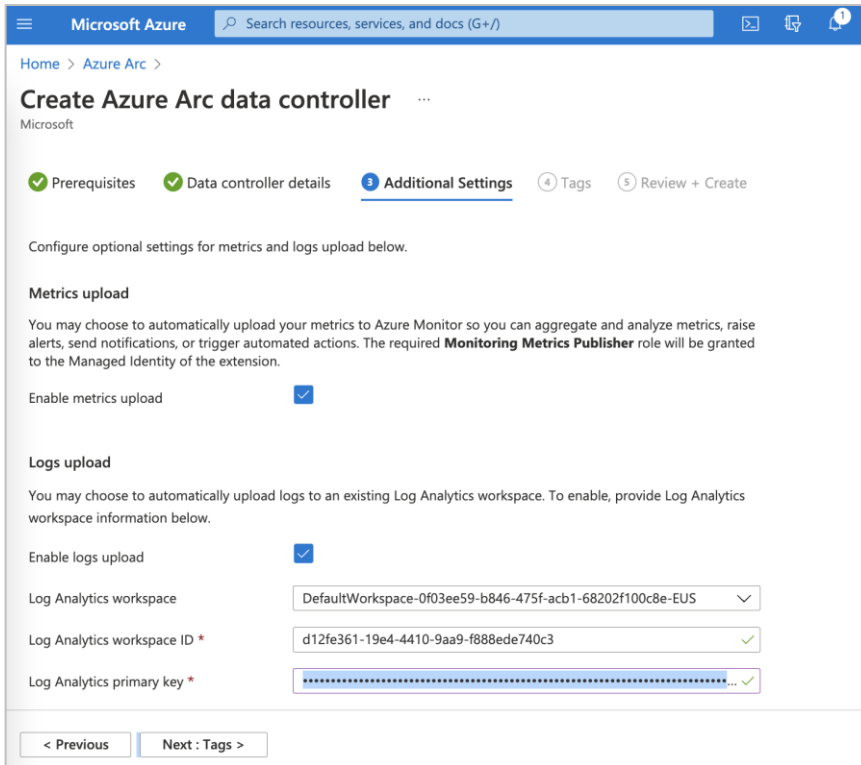 Microsoft Azure
Search resources, services, and docs (G+/)
1
Home > Azure Arc >
Create Azure Arc data controller ...
Microsoft
Prerequisites
Data controller details
3 Additional Settings
4 Tags
5 Review + Create
Configure optional settings for metrics and logs upload below.
Metrics upload
You may choose to automatically upload your metrics to Azure Monitor so you can aggregate and analyze metrics, raise
alerts, send notifications, or trigger automated actions. The required Monitoring Metrics Publisher role will be granted
to the Managed Identity of the extension.
Enable metrics upload
Logs upload
You may choose to automatically upload logs to an existing Log Analytics workspace. To enable, provide Log Analytics
workspace information below.
Enable logs upload
Log Analytics workspace
DefaultWorkspace-0f03ee59-b846-475f-acb1-68202f100c8e-EUS
Log Analytics workspace ID *
d12fe361-19e4-4410-9aa9-f888ede740c3
Log Analytics primary key *
< Previous
Next : Tags >